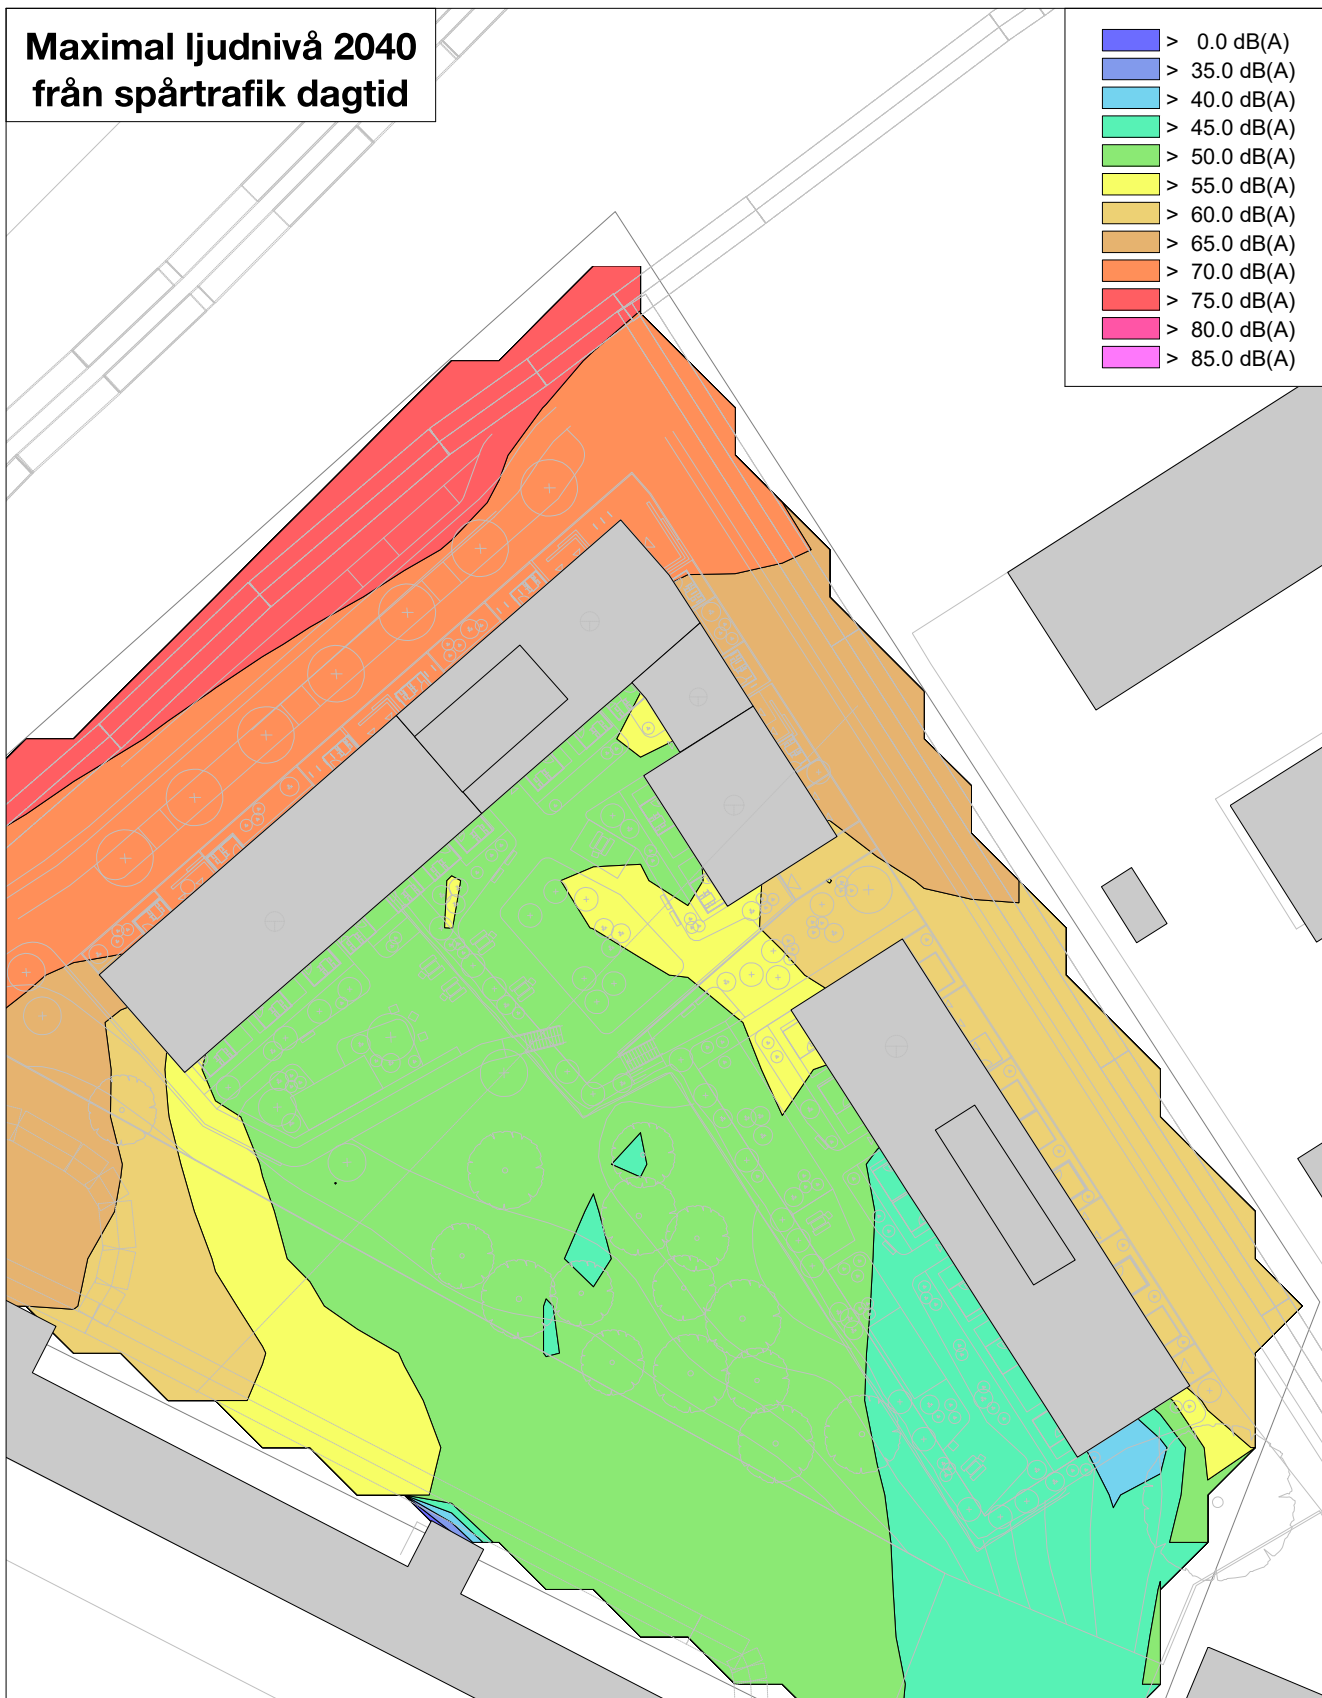 Maximal ljudnivå 2040
från spårtrafik dagtid
> 0.0 dB(A)
> 35.0 dB(A)
> 40.0 dB(A)
> 45.0 dB(A)
> 50.0 dB(A)
> 55.0 dB(A)
> 60.0 dB(A)
> 65.0 dB(A)
> 70.0 dB(A)
> 75.0 dB(A)
> 80.0 dB(A)
> 85.0 dB(A)